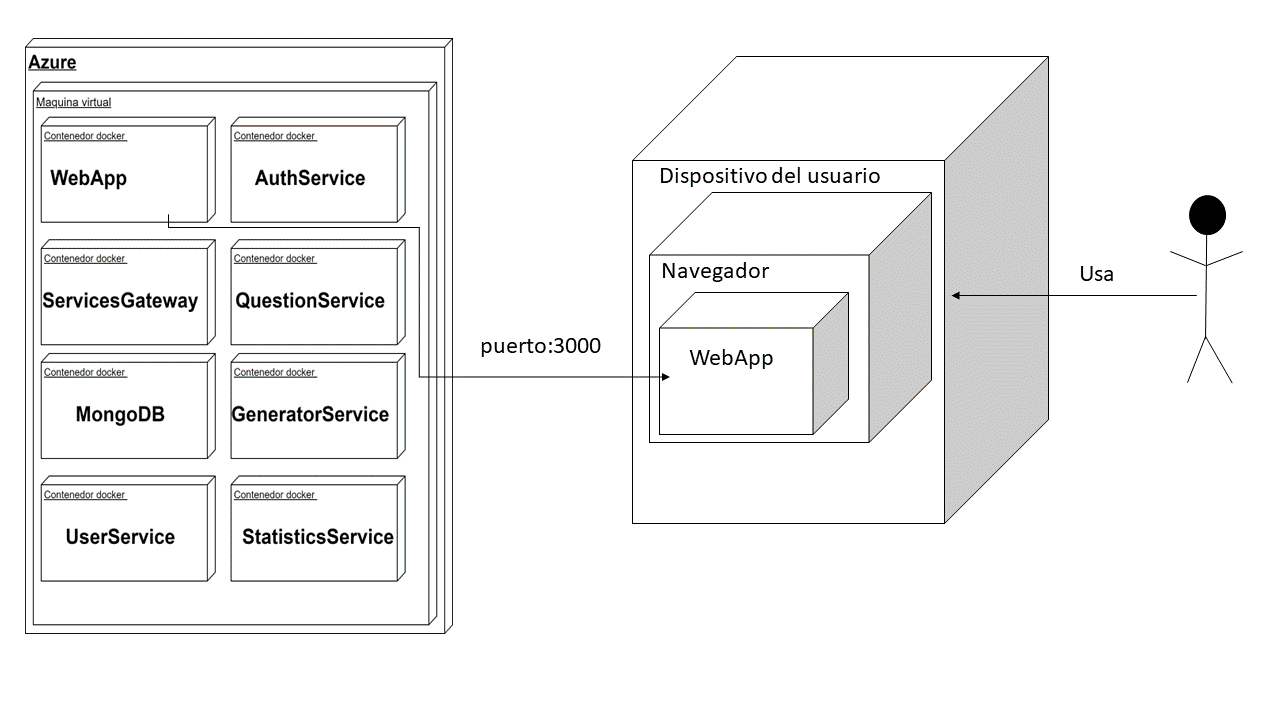 Azure
Maquina virtual
Contenedor docker
WebApp
Contenedor docker
AuthService
Contenedor docker
ServicesGateway
Contenedor docker
QuestionService
Contenedor docker
MongoDB
Contenedor docker
GeneratorService
Contenedor docker
UserService
Contenedor docker
StatisticsService
puerto:3000
Dispositivo del usuario
Navegador
WebApp
Usa